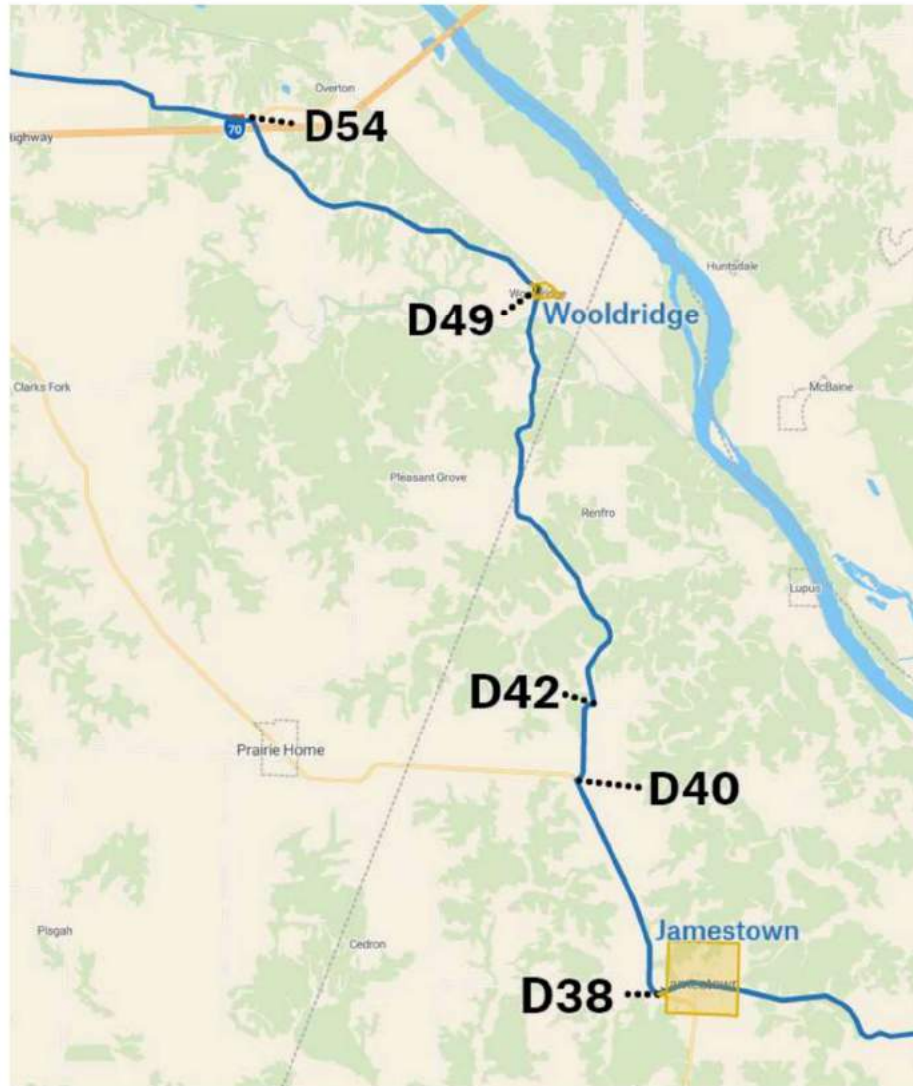 Overton
D54
70
Highway
Huntsdale
D49
Wooldridge
Clarks Fork
McBaine
Pleasant Grove
Renfro
Lupus
D42
Prairie Home
D40
Jamestown
Pisgah
Cedron
D38